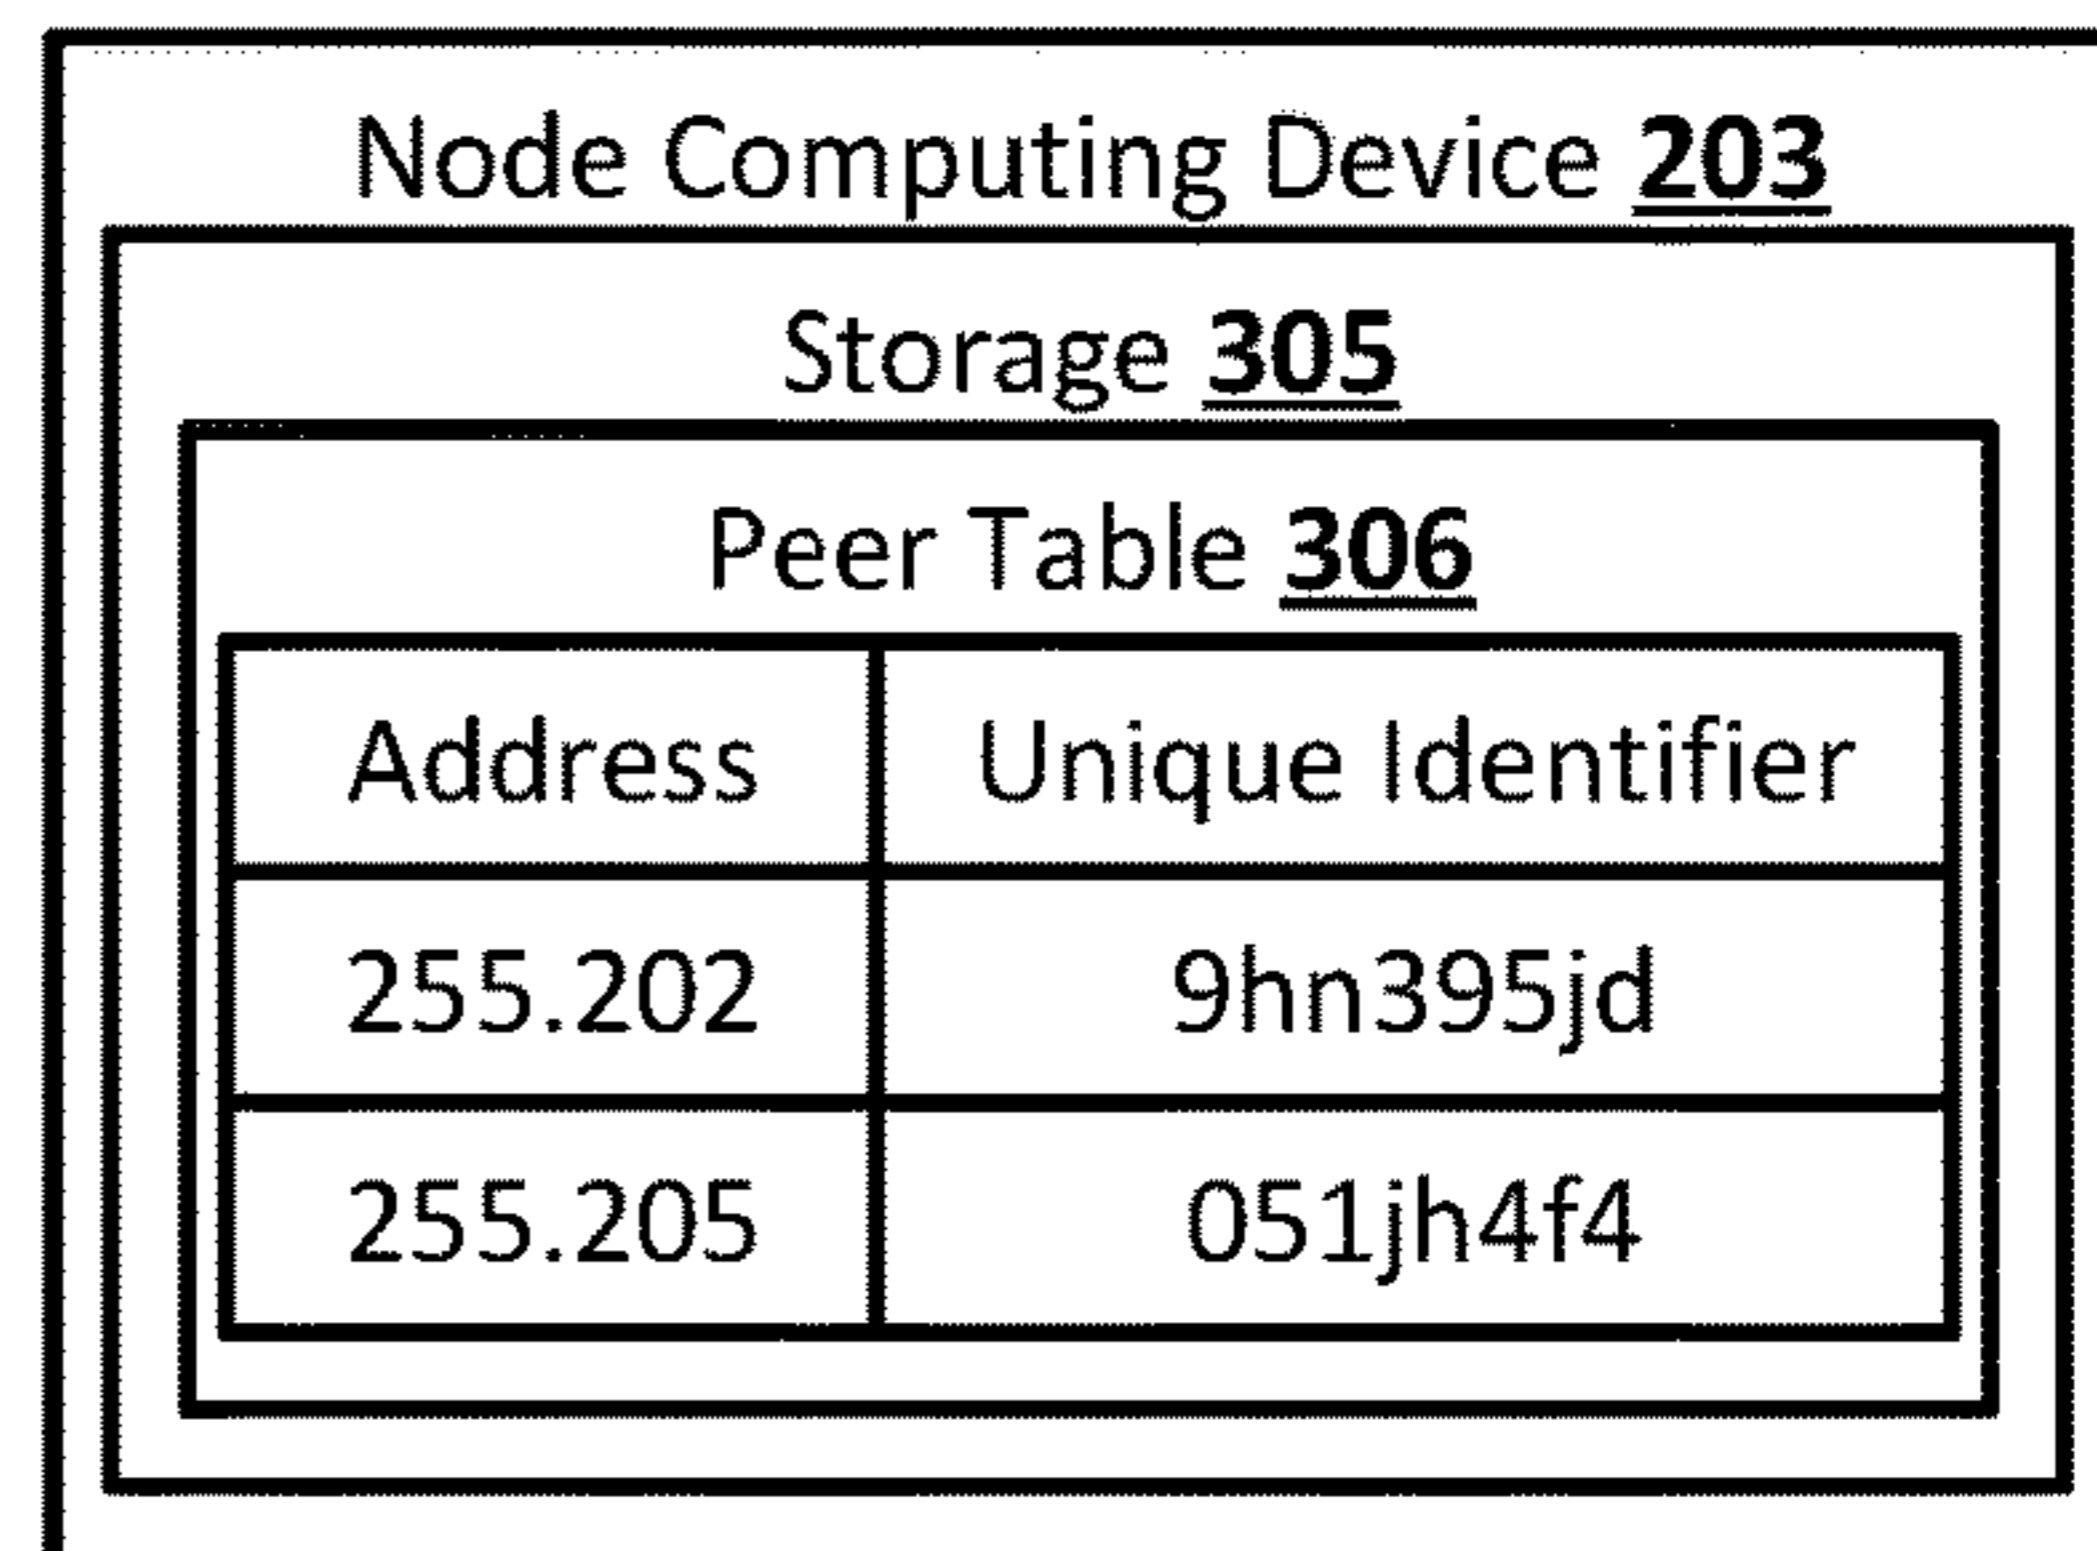 Node Computing Device 203
Storage 305
Peer Table 306
Address Unique Identifier
255.202 9hn395jd
255.205 051jh4f4